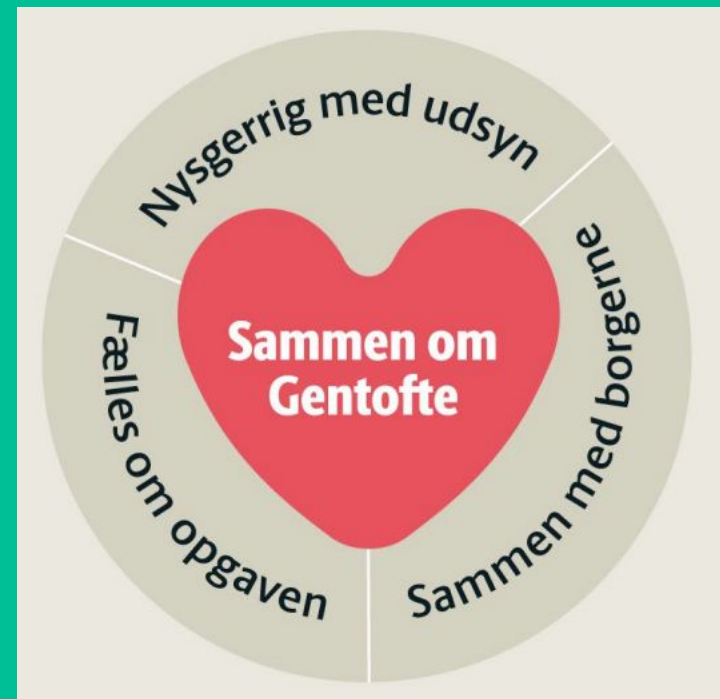 Nysgerrig med udsyn
Sammen om
Gentofte
Fælles om opgaven
Sammen med borgerne